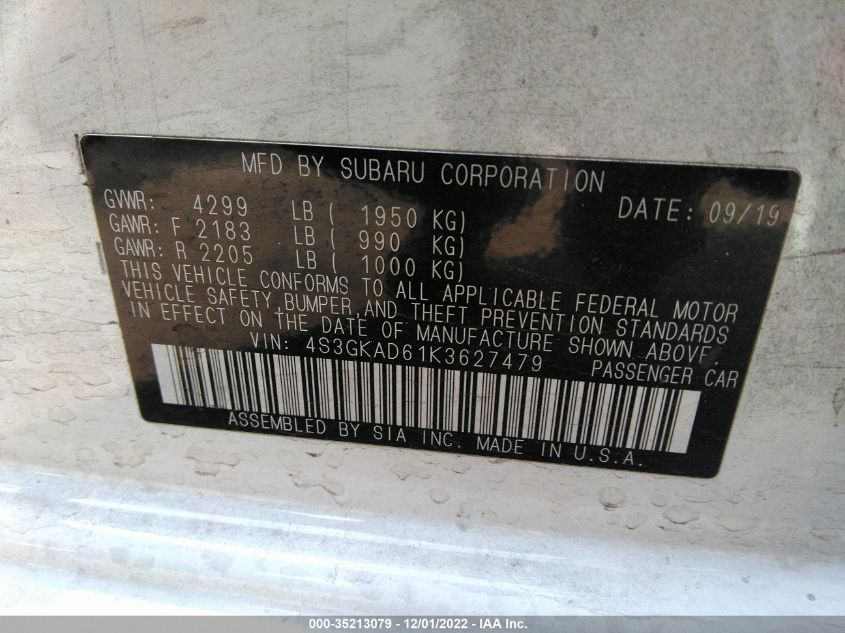 MFD BY SUBARU CORPORATION
GVWR: 4299 LB ( 1950 KG) DATE: 09/19
GAWR: F 2183 LB ( 990 KG)
GAWR: R 2205 LB ( 1000 KG)
THIS VEHICLE CONFORMS TO ALL APPLICABLE FEDERAL MOTOR
VEHICLE SAFETY, BUMPER, AND THEFT PREVENTION STANDARDS
IN EFFECT ON THE DATE OF MANUFACTURE SHOWN ABOVE.
VIN: 4S3GKAD61K3627479 PASSENGER CAR
ASSEMBLED BY SIA INC. MADE IN U.S.A.
000-35213079 - 12/01/2022 - IAA Inc.